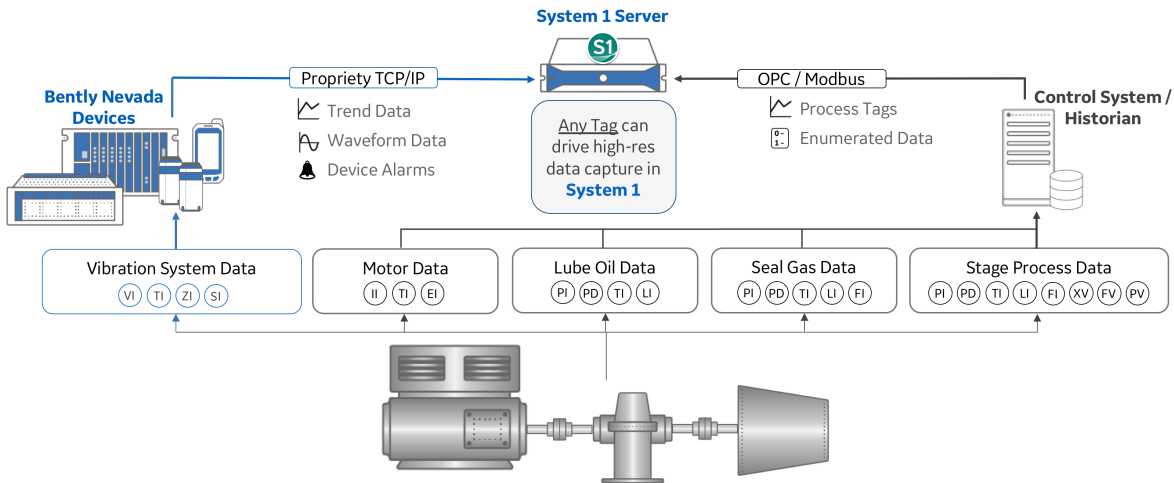 System 1 Server
S1
Propriety TCP/IP
OPC / Modbus
Bently Nevada
Devices
Trend Data
Waveform Data
Device Alarms
Any Tag can
drive high-res
data capture in
System 1
Process Tags
0-
1-
Enumerated Data
Control System /
Historian
Vibration System Data
VI TI ZI SI
Motor Data
II TI EI
Lube Oil Data
PI PD TI LI
Seal Gas Data
PI PD TI LI FI
Stage Process Data
PI PD TI LI FI XV FV PV